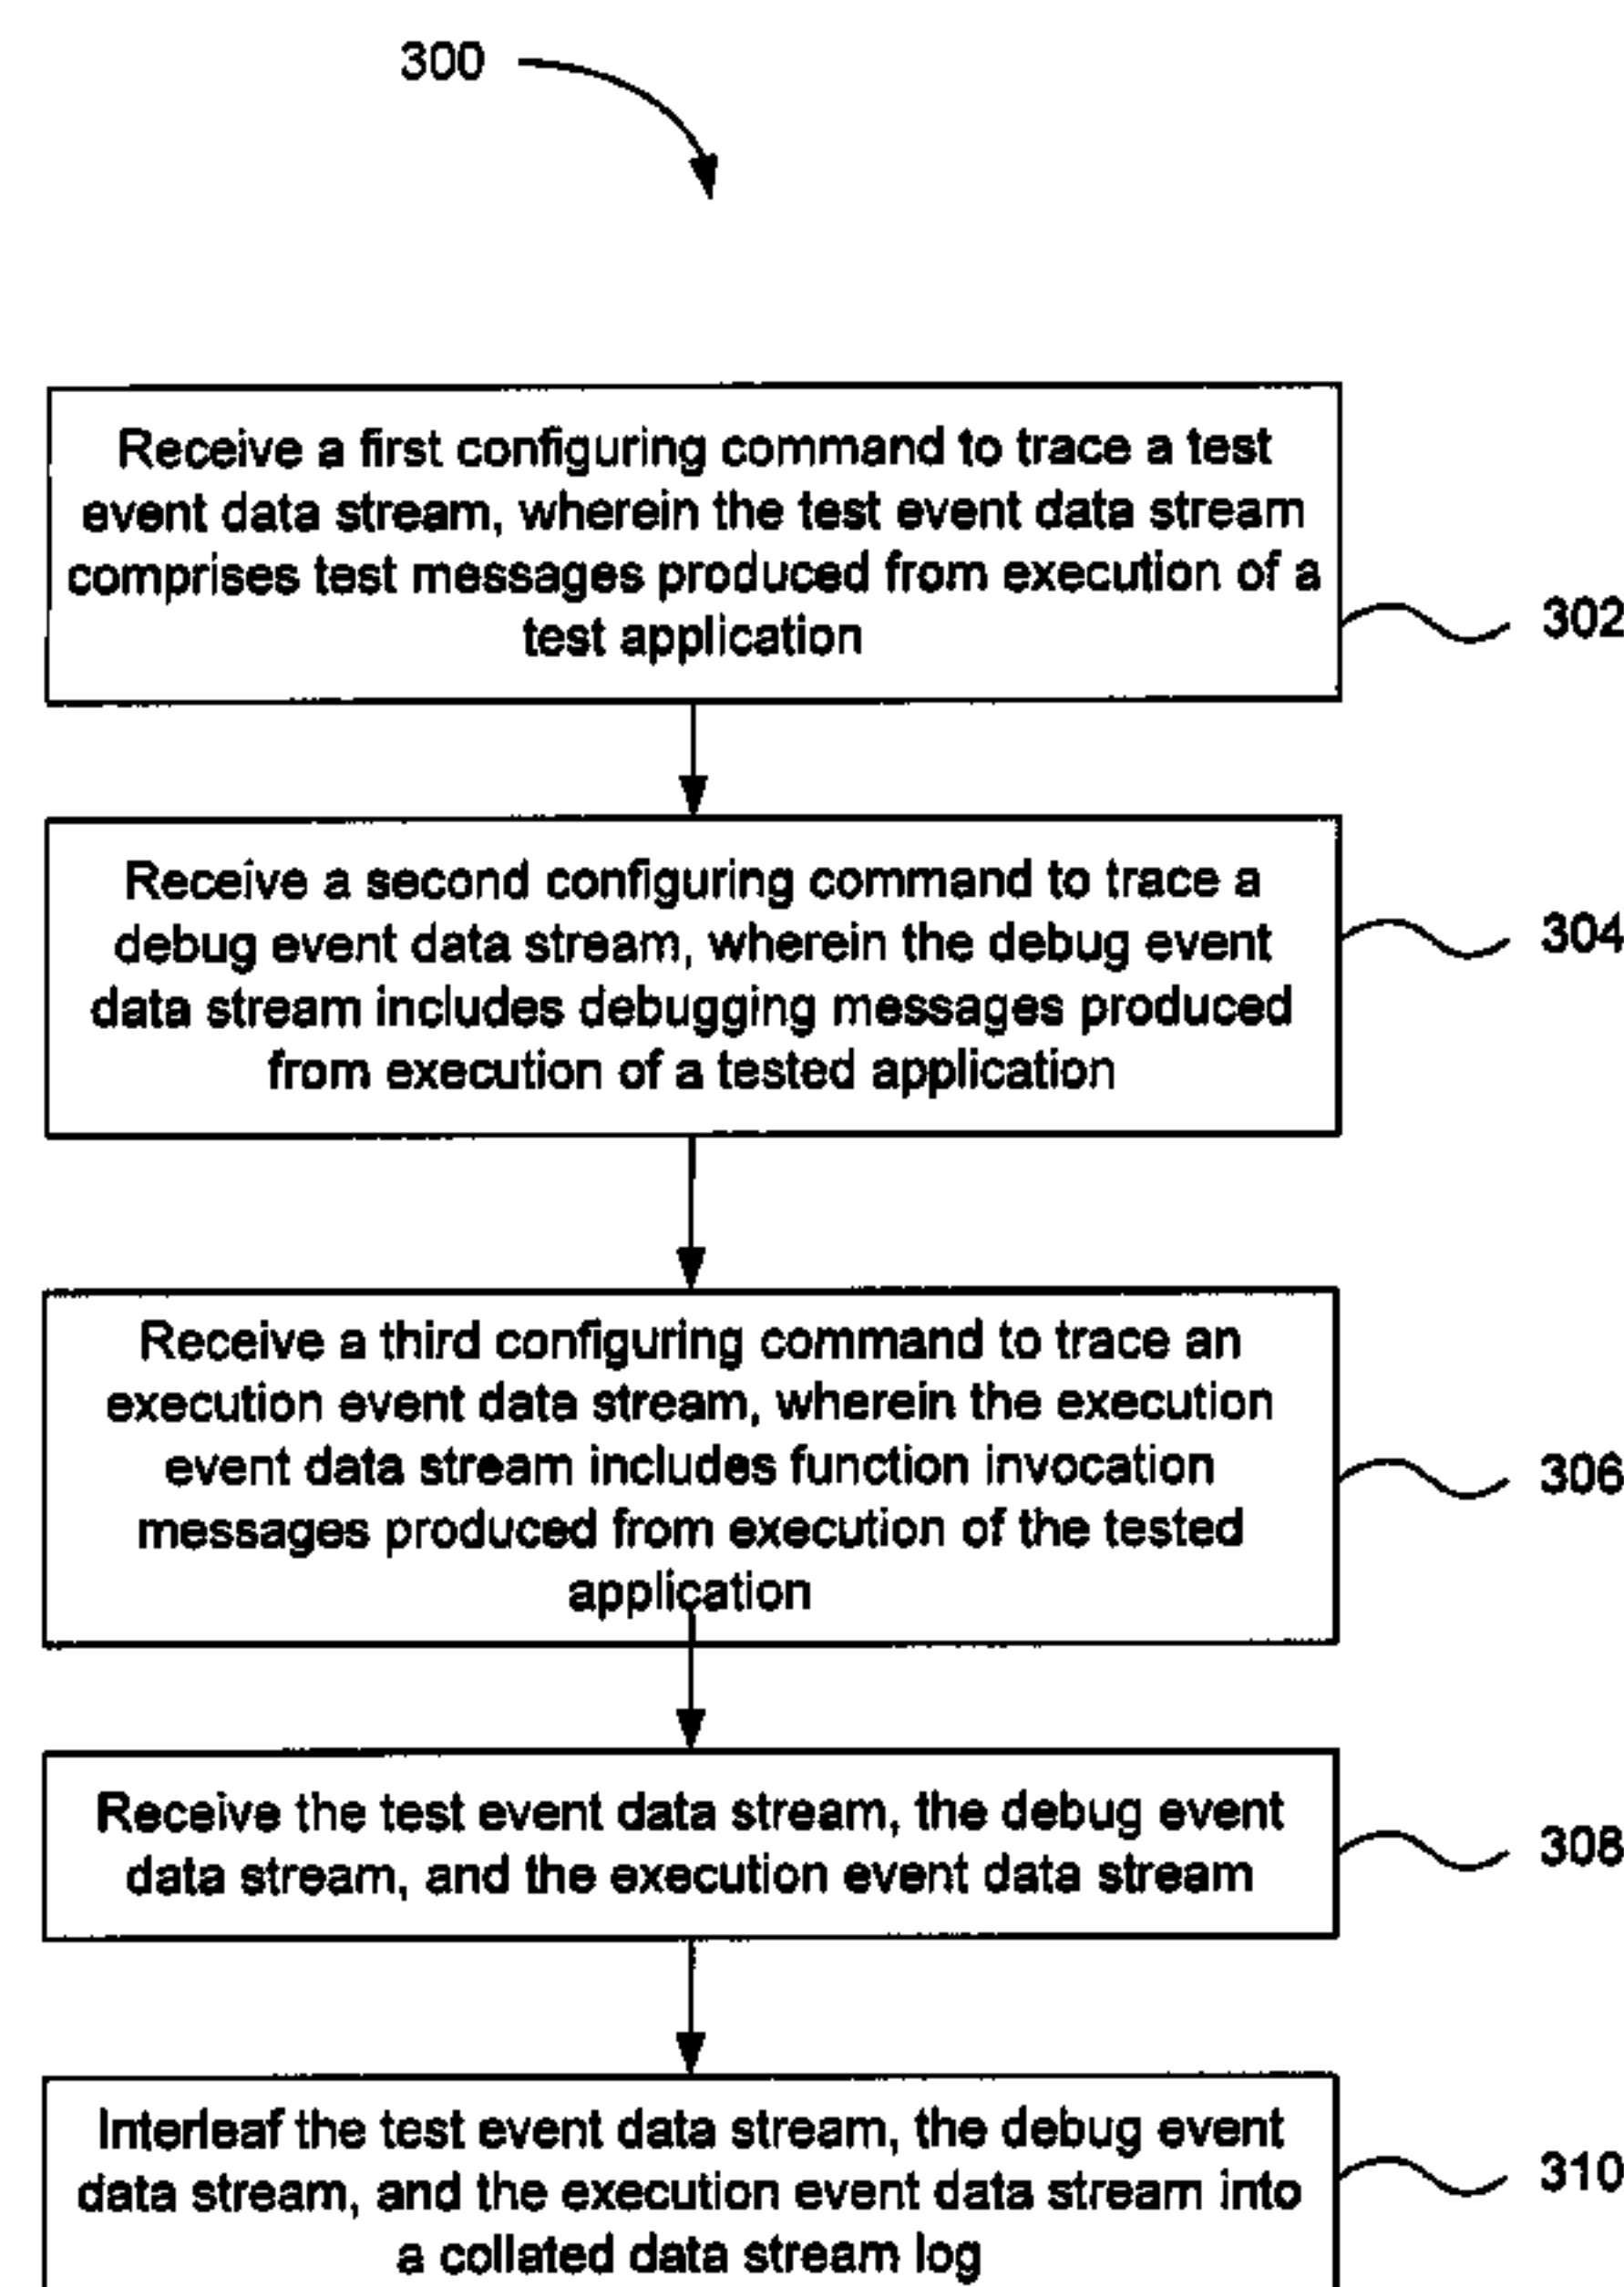 300
Receive a first configuring command to trace a test
event data stream, wherein the test event data stream
comprises test messages produced from execution of a
test application
302
Receive a second configuring command to trace a
debug event data stream, wherein the debug event
data stream includes debugging messages produced
from execution of a tested application
304
Receive a third configuring command to trace an
execution event data stream, wherein the execution
event data stream includes function invocation
messages produced from execution of the tested
application
306
Receive the test event data stream, the debug event
data stream, and the execution event data stream
308
Interleaf the test event data stream, the debug event
data stream, and the execution event data stream into
a collated data stream log
310